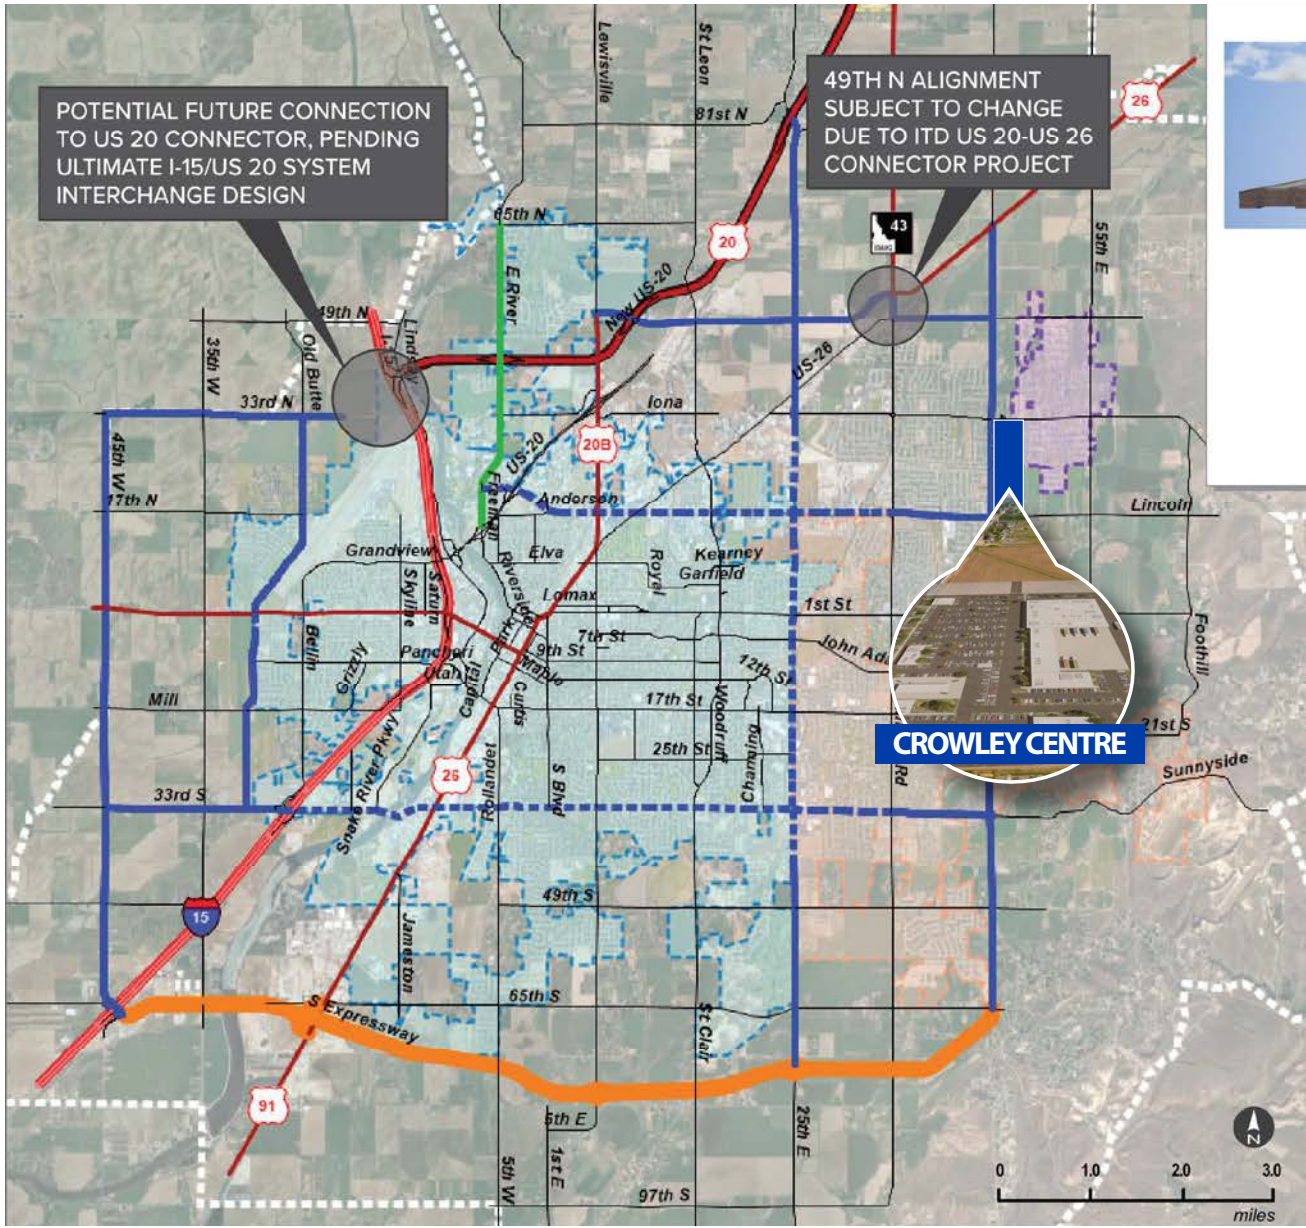 POTENTIAL FUTURE CONNECTION
TO US 20 CONNECTOR, PENDING
ULTIMATE I-15/US 20 SYSTEM
INTERCHANGE DESIGN
49TH N ALIGNMENT
SUBJECT TO CHANGE
DUE TO ITD US 20-US 26
CONNECTOR PROJECT
Lewisville
St Leon
81st N
26
65th N
20
43
IDAHO
55th E
E River
New US-20
49th N
I-15
Lindsay
35th W
Old Butte
US-26
33rd N
Iona
45th W
20B
US-20
17th N
Freeman
Anderson
Lincoln
Grandview
Elva
Kearney
Royel
Garfield
Saturn
Skyline
Riverside
Lomax
1st St
Park
7th St
John Ad
Foothill
Bellin
Pancheri
9th St
Maple
Grizzly
Utah
12th St
Capital
Mill
Curtis
17th St
Woodruff
21st S
25th St
CROWLEY CENTRE
Channing
Snake River Pkwy
26
Rollandet
S Blvd
Rd
Sunnyside
33rd S
49th S
15
Jameston
65th S
S Expressway
St Clair
91
5th E
25th E
N
1st E
5th W
97th S
0 1.0 2.0 3.0
miles